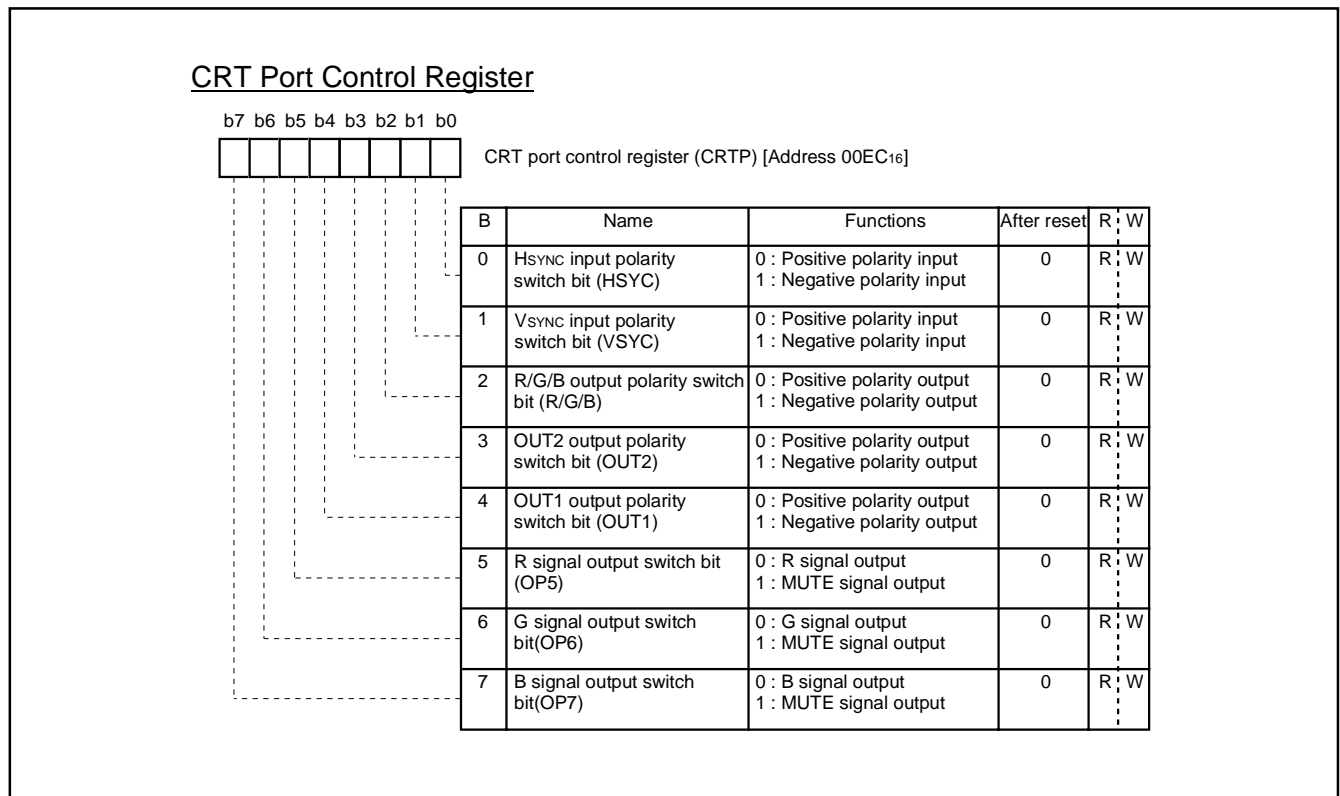 CRT Port Control Register
b7 b6 b5 b4 b3 b2 b1 b0
CRT port control register (CRTP) [Address 00EC16]
B Name Functions After reset R W
0 HSYNC input polarity switch bit (HSYC) 0 : Positive polarity input 1 : Negative polarity input 0 R W
1 VSYNC input polarity switch bit (VSYC) 0 : Positive polarity input 1 : Negative polarity input 0 R W
2 R/G/B output polarity switch bit (R/G/B) 0 : Positive polarity output 1 : Negative polarity output 0 R W
3 OUT2 output polarity switch bit (OUT2) 0 : Positive polarity output 1 : Negative polarity output 0 R W
4 OUT1 output polarity switch bit (OUT1) 0 : Positive polarity output 1 : Negative polarity output 0 R W
5 R signal output switch bit (OP5) 0 : R signal output 1 : MUTE signal output 0 R W
6 G signal output switch bit(OP6) 0 : G signal output 1 : MUTE signal output 0 R W
7 B signal output switch bit(OP7) 0 : B signal output 1 : MUTE signal output 0 R W